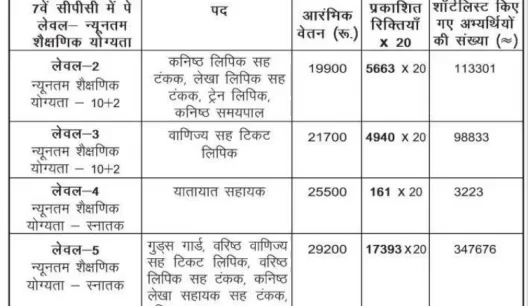 7वें सीपीसी में पे
लेवल– न्यूनतम
शैक्षणिक योग्यता
पद
आरंभिक
वेतन (रू.)
प्रकाशित
रिक्तियाँ
x 20
शॉर्टलिस्ट किए
गए अभ्यर्थियों
की संख्या (≈)
लेवल–2
न्यूनतम शैक्षणिक
योग्यता – 10+2
कनिष्ठ लिपिक सह
टंकक, लेखा लिपिक सह
टंकक, ट्रेन लिपिक,
कनिष्ठ समयपाल
19900
5663 X 20
113301
लेवल–3
न्यूनतम शैक्षणिक
योग्यता – 10+2
वाणिज्य सह टिकट
लिपिक
21700
4940 X 20
98833
लेवल–4
न्यूनतम शैक्षणिक
योग्यता – स्नातक
यातायात सहायक
25500
161 X 20
3223
लेवल–5
न्यूनतम शैक्षणिक
योग्यता – स्नातक
गुड्स गार्ड, वरिष्ठ वाणिज्य
सह टिकट लिपिक, वरिष्ठ
लिपिक सह टंकक, कनिष्ठ
लेखा सहायक सह टंकक,
29200
17393 X 20
347676